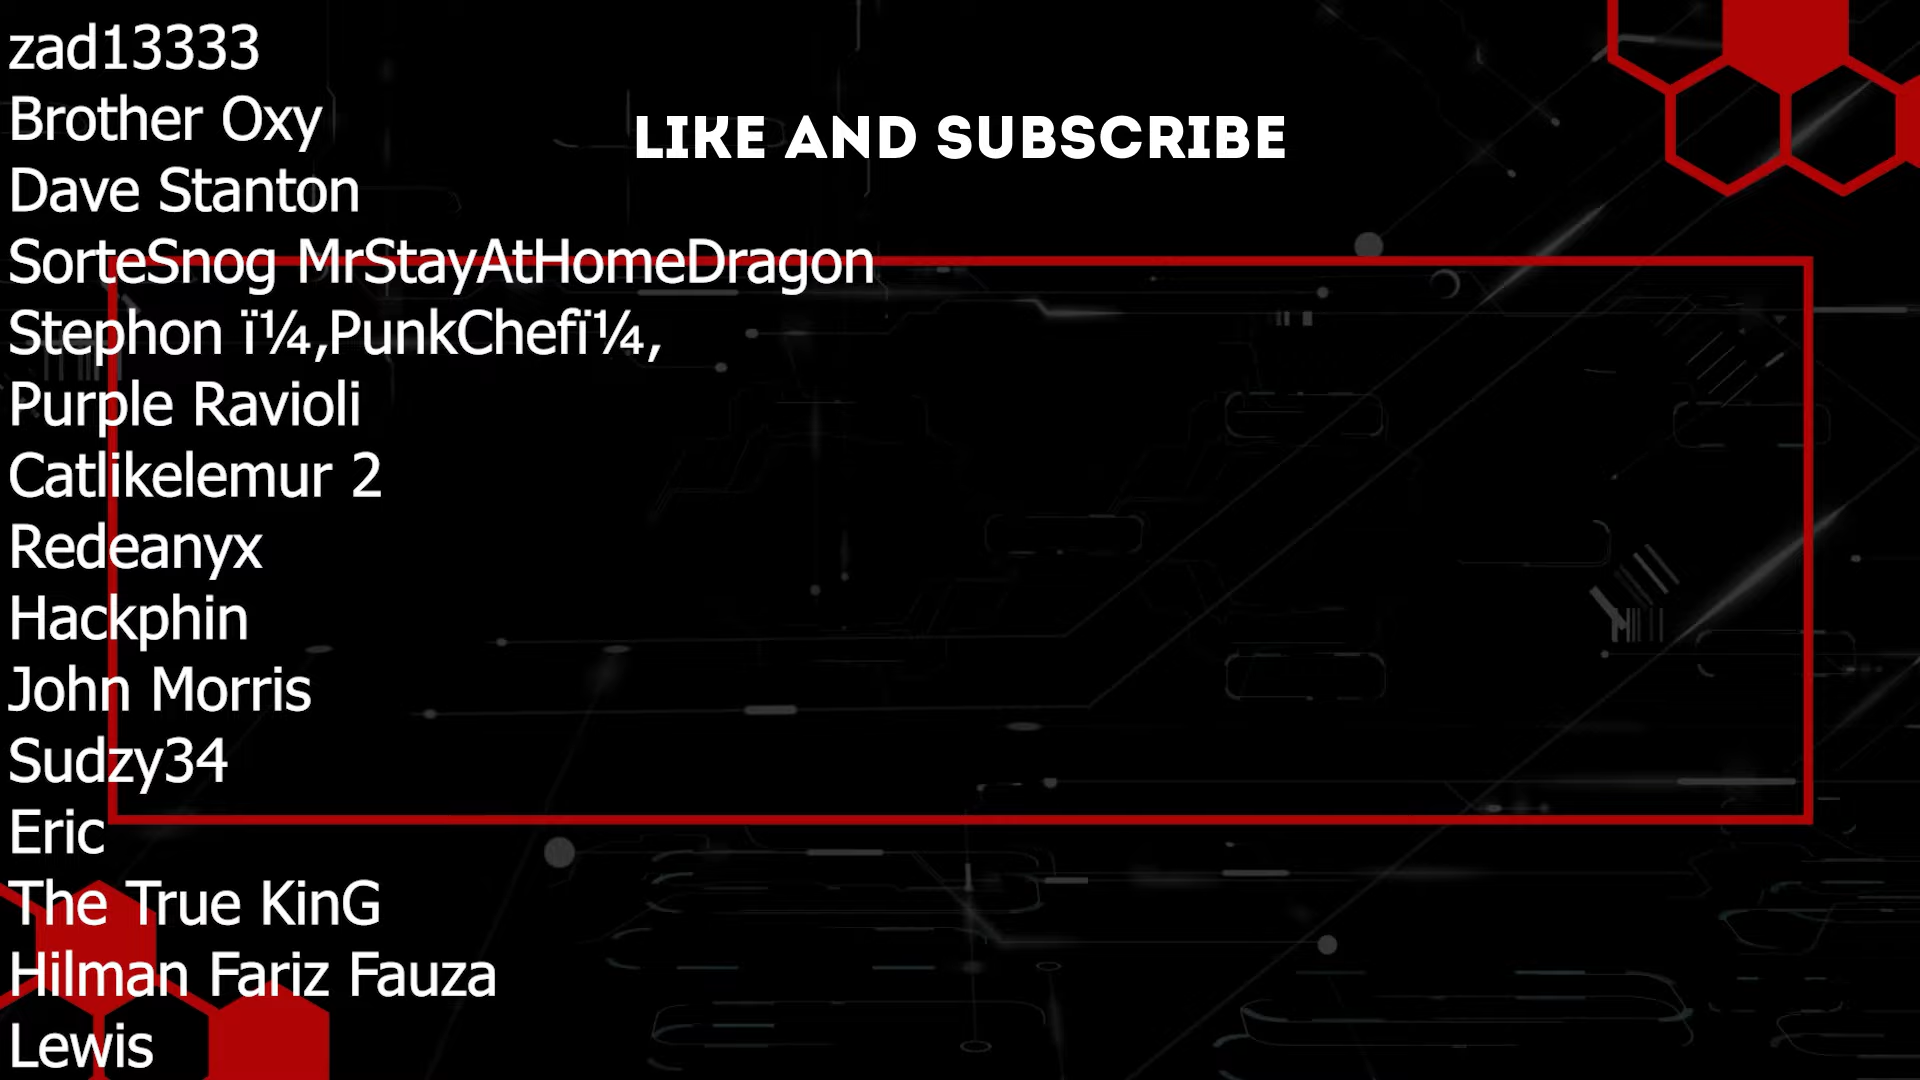 zad13333
Brother Oxy
LIKE AND SUBSCRIBE
Dave Stanton
SorteSnog MrStayAtHomeDragon
Stephon ï¼‚PunkChefï¼‚
Purple Ravioli
Catlikelemur 2
Redeanyx
Hackphin
John Morris
Sudzy34
Eric
The True KinG
Hilman Fariz Fauza
Lewis